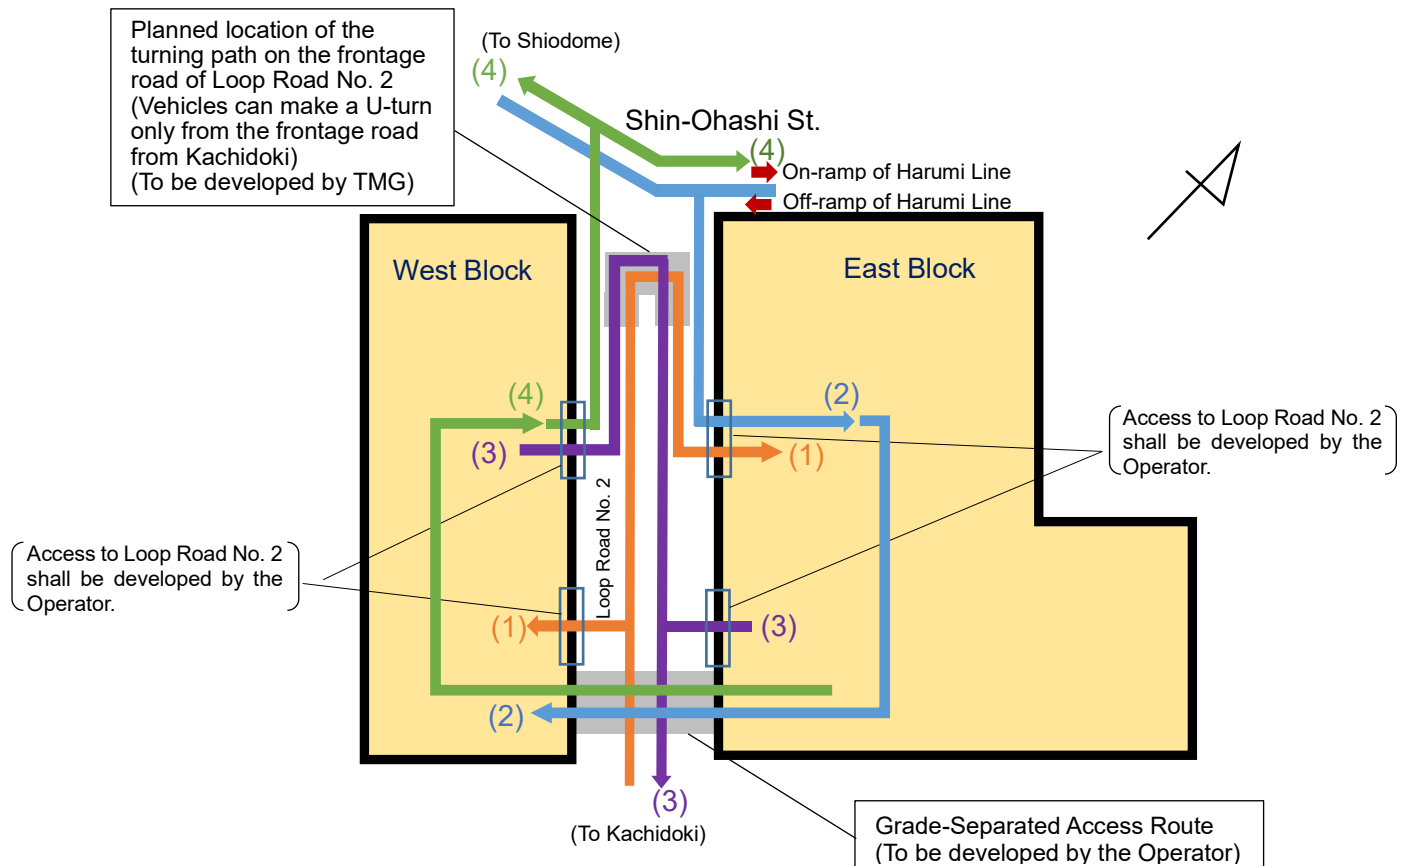 Planned location of the
turning path on the frontage
road of Loop Road No. 2
(Vehicles can make a U-turn
only from the frontage road
from Kachidoki)
(To be developed by TMG)
(To Shiodome)
(4)
Shin-Ohashi St.
(4)
On-ramp of Harumi Line
Off-ramp of Harumi Line
West Block
East Block
(4)
(2)
(3)
(1)
Access to Loop Road No. 2
shall be developed by the
Operator.
Loop Road No. 2
Access to Loop Road No. 2
shall be developed by the
Operator.
(1)
(3)
(2)
(3)
(To Kachidoki)
Grade-Separated Access Route
(To be developed by the Operator)